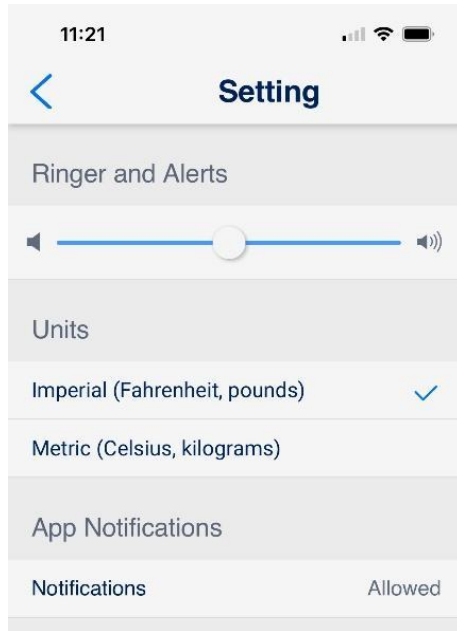 11:21
Setting
Ringer and Alerts
Units
Imperial (Fahrenheit, pounds)
Metric (Celsius, kilograms)
App Notifications
Notifications Allowed